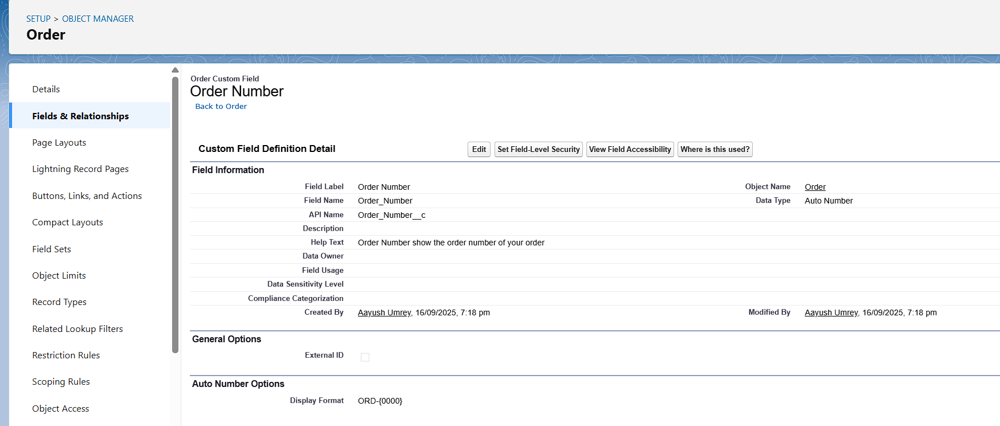 SETUP > OBJECT MANAGER
Order
Details
Fields & Relationships
Page Layouts
Lightning Record Pages
Buttons, Links, and Actions
Compact Layouts
Field Sets
Object Limits
Record Types
Related Lookup Filters
Restriction Rules
Scoping Rules
Object Access
Order Custom Field
Order Number
Back to Order
Custom Field Definition Detail Edit Set Field-Level Security View Field Accessibility Where is this used?
Field Information
Field Label Order Number Object Name Order
Field Name Order_Number Data Type Auto Number
API Name Order_Number__c
Description
Help Text Order Number show the order number of your order
Data Owner
Field Usage
Data Sensitivity Level
Compliance Categorization
Created By Aayush Umrey, 16/09/2025, 7:18 pm Modified By Aayush Umrey, 16/09/2025, 7:18 pm
General Options
External ID
Auto Number Options
Display Format ORD-{0000}